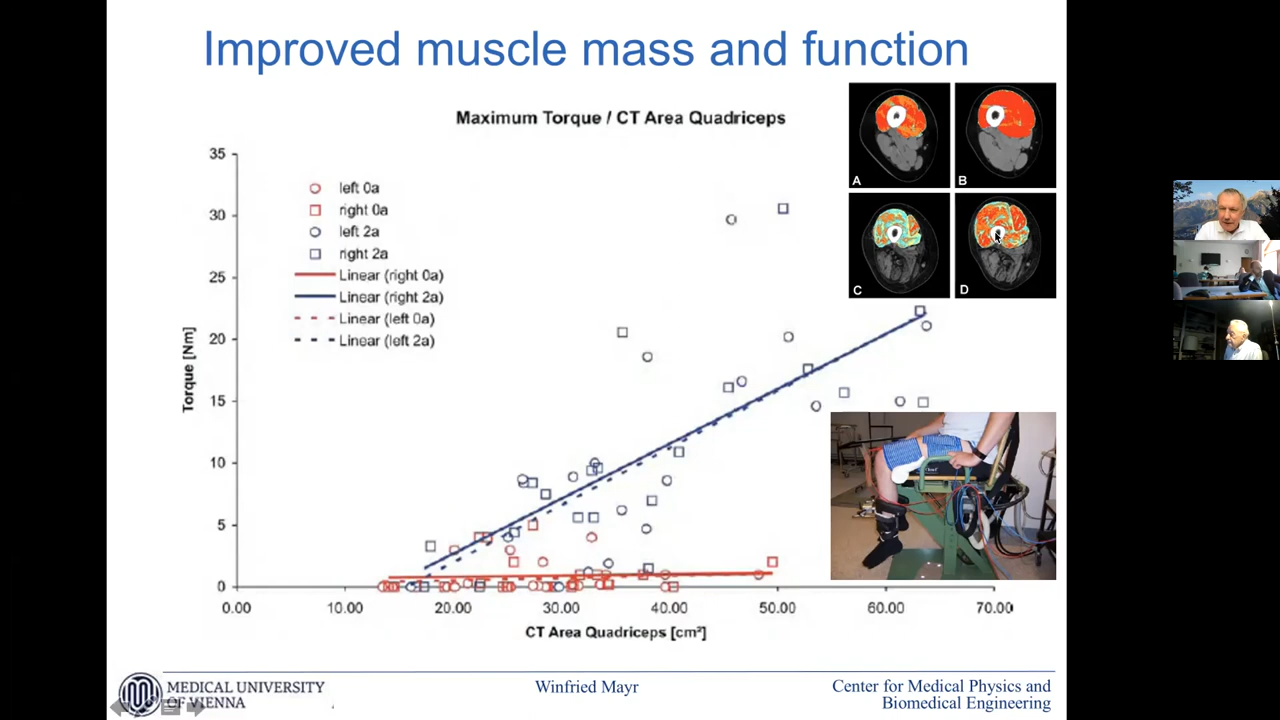 Improved muscle mass and function
Maximum Torque / CT Area Quadriceps
35
30
25
20
15
10
5
0
Torque [Nm]
left 0a
right 0a
left 2a
right 2a
Linear (right 0a)
Linear (right 2a)
Linear (left 0a)
Linear (left 2a)
0.00 10.00 20.00 30.00 40.00 50.00 60.00 70.00
CT Area Quadriceps [cm²]
A
B
C
D
MEDICAL UNIVERSITY
OF VIENNA
Winfried Mayr
Center for Medical Physics and
Biomedical Engineering